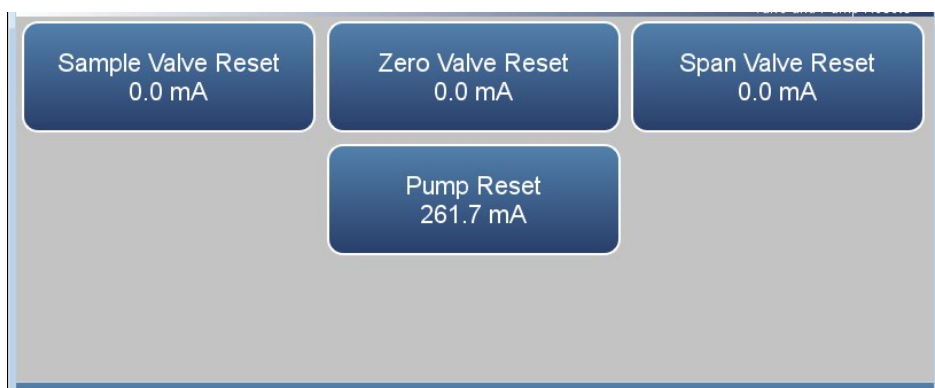 Sample Valve Reset
0.0 mA
Zero Valve Reset
0.0 mA
Span Valve Reset
0.0 mA
Pump Reset
261.7 mA